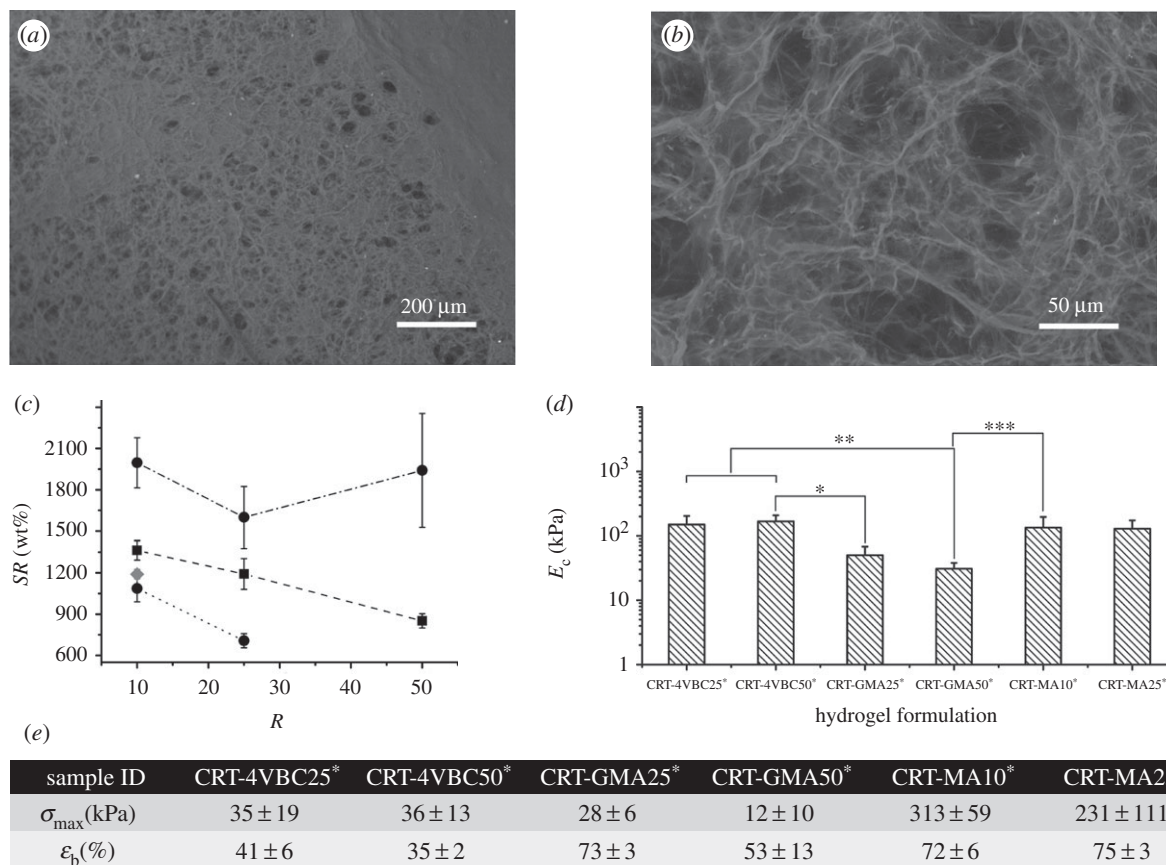 (a)
(b)
200 μm
50 μm
(c)
(d)
2100
1800
1500
1200
900
600
SR (wt%)
10 20 30 40 50
R
10³
10²
10
1
E_c (kPa)
** ***
*
CRT-4VBC25* CRT-4VBC50* CRT-GMA25* CRT-GMA50* CRT-MA10* CRT-MA25*
hydrogel formulation
(e)
sample ID CRT-4VBC25* CRT-4VBC50* CRT-GMA25* CRT-GMA50* CRT-MA10* CRT-MA2
σ_max(kPa) 35 ± 19 36 ± 13 28 ± 6 12 ± 10 313 ± 59 231 ± 111
ε_b(%) 41 ± 6 35 ± 2 73 ± 3 53 ± 13 72 ± 6 75 ± 3